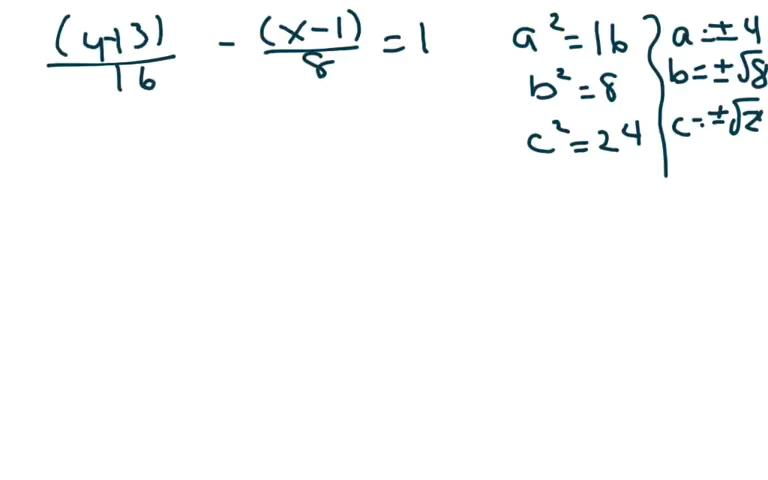 (y+3)/16 - (x-1)/8 = 1
a² = 16
b² = 8
c² = 24
a = ± 4
b = ± √8
c = ± √2